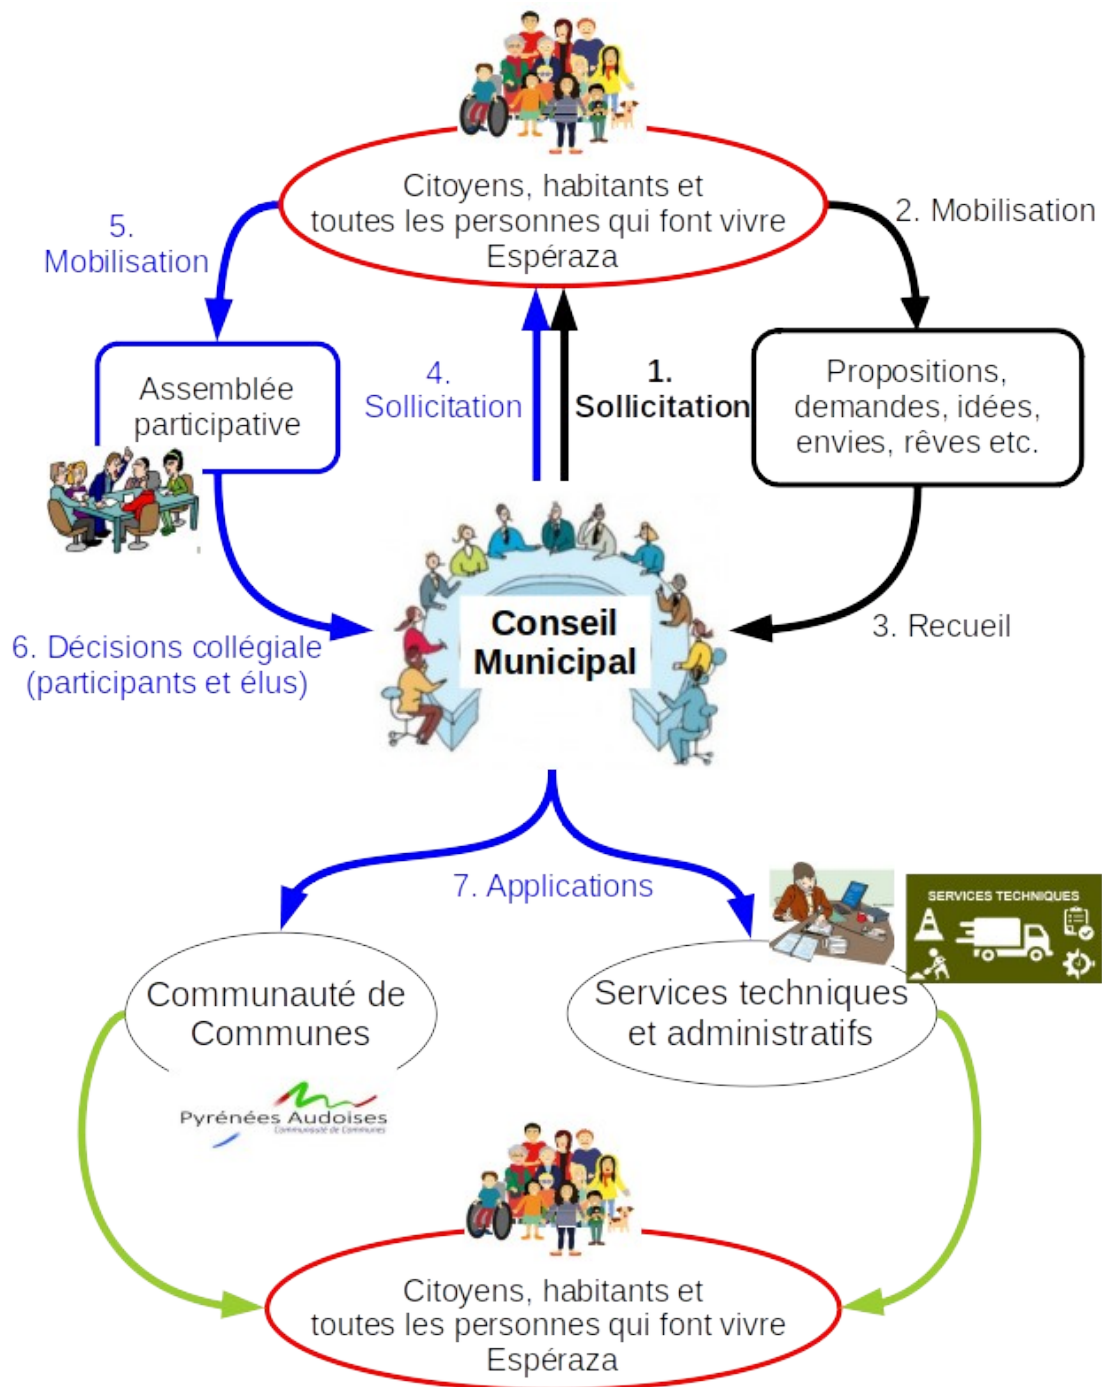 Citoyens, habitants et
toutes les personnes qui font vivre
Espéraza
2. Mobilisation
5.
Mobilisation
Assemblée
participative
4.
Sollicitation
1.
Sollicitation
Propositions,
demandes, idées,
envies, rêves etc.
Conseil
Municipal
3. Recueil
6. Décisions collégiale
(participants et élus)
7. Applications
SERVICES TECHNIQUES
Communauté de
Communes
Services techniques
et administratifs
Pyrénées Audoises
Communauté de Communes
Citoyens, habitants et
toutes les personnes qui font vivre
Espéraza